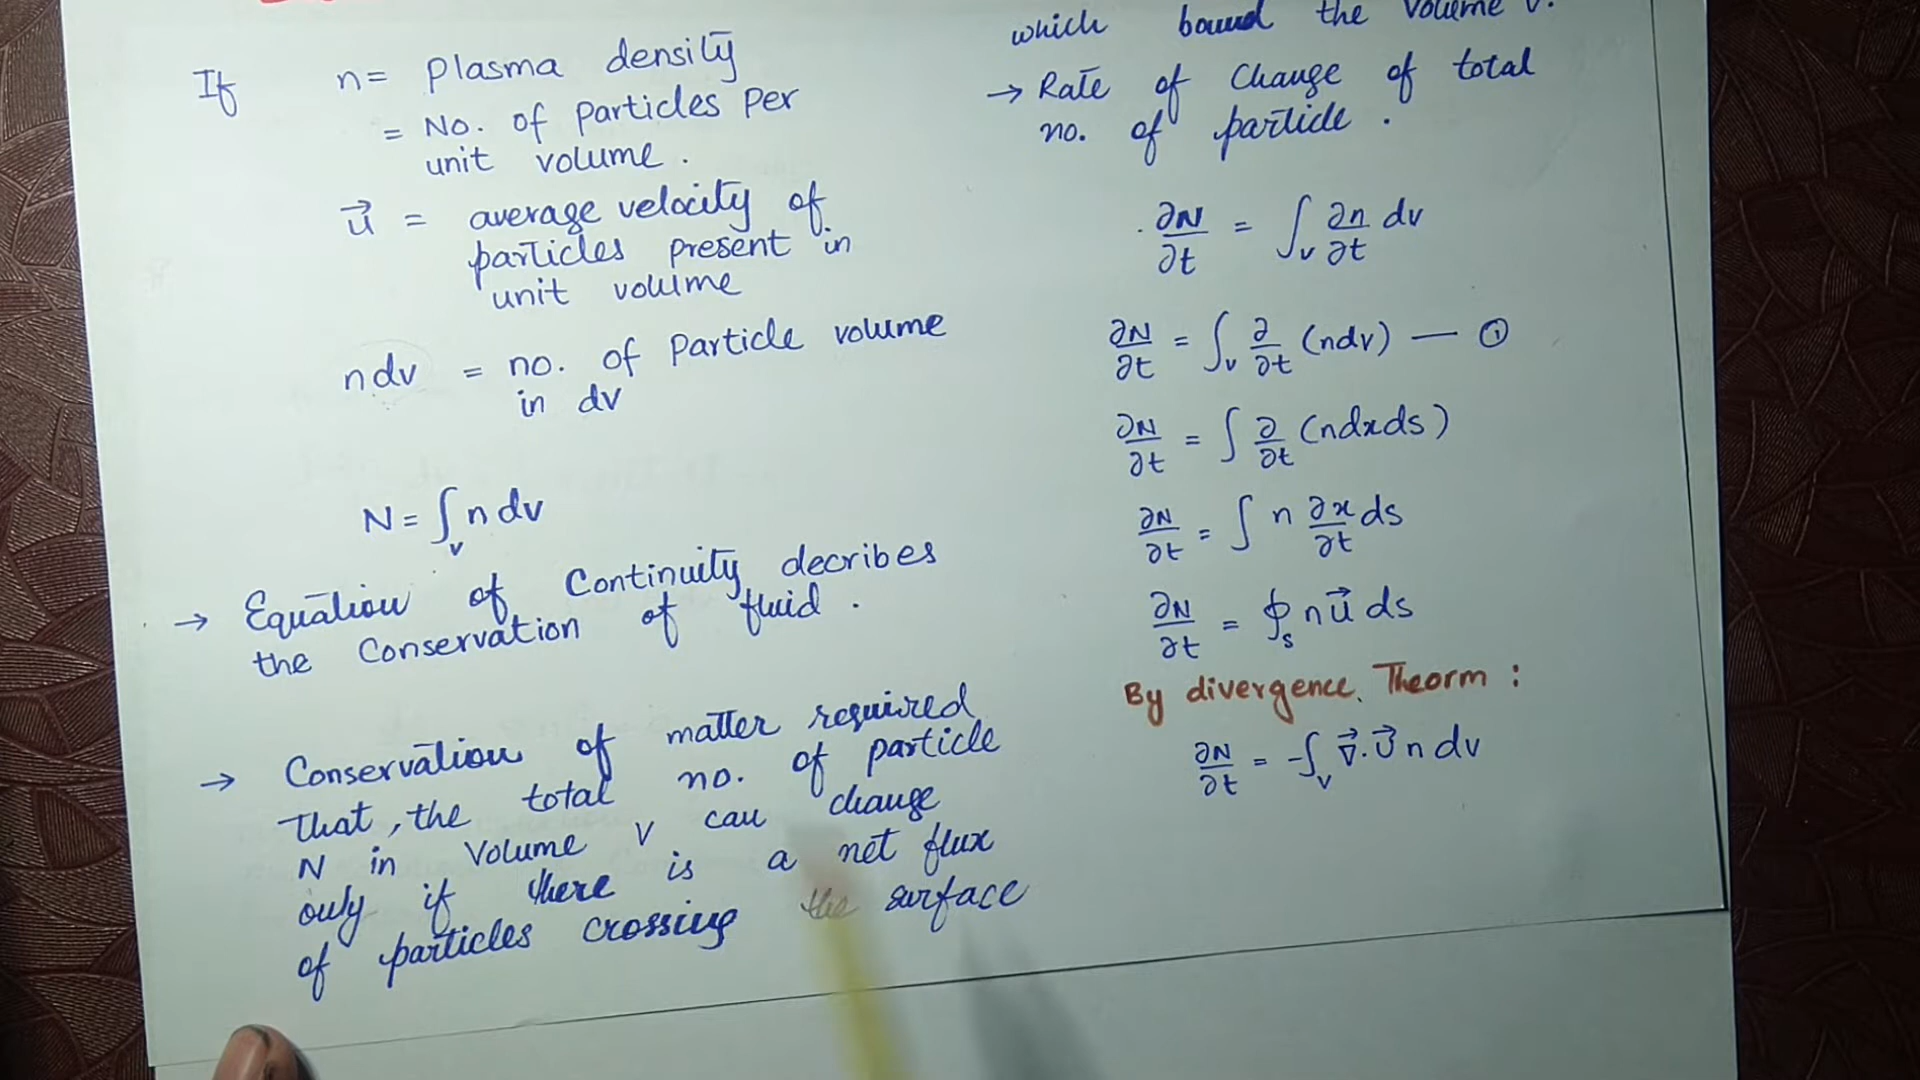 If n = Plasma density
= No. of particles per
unit volume.
u⃗ = average velocity of
particles present in
unit volume
ndv = no. of Particle volume
in dv
N = ∫_v n dv
→ Equation of Continuity decribes
the Conservation of fluid.
→ Conservation of matter required
that, the total no. of particle
N in Volume V can change
only if there is a net flux
of particles crossing the surface
which bound the Volume V.
→ Rate of Change of total
no. of particle.
∂N/∂t = ∫_v ∂n/∂t dv
∂N/∂t = ∫_v ∂/∂t (ndv) — ①
∂N/∂t = ∫ ∂/∂t (ndxds)
∂N/∂t = ∫ n ∂x/∂t ds
∂N/∂t = ∮_s nu⃗ ds
By divergence Theorm :
∂N/∂t = -∫_v ∇⃗.U⃗ n dv